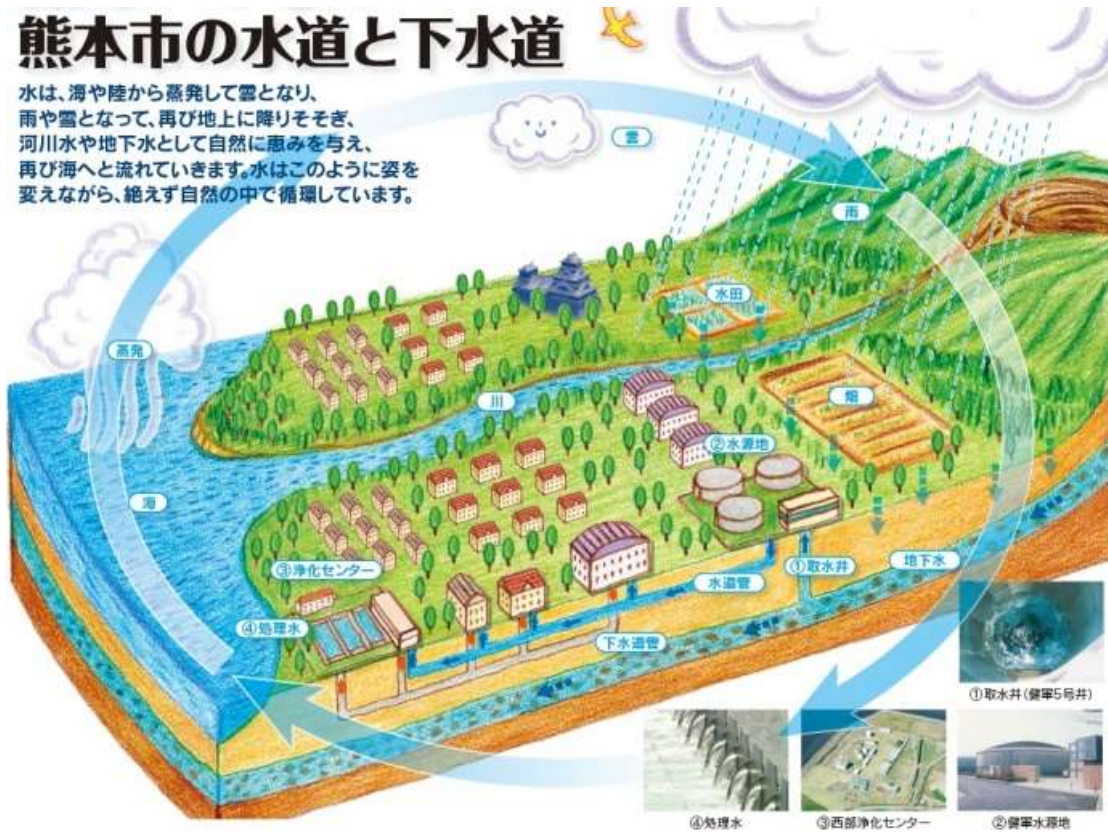 熊本市の水道と下水道
水は、海や陸から蒸発して雲となり、
雨や雪となって、再び地上に降りそそぎ、
河川水や地下水として自然に恵みを与え、
再び海へと流れていきます。水はこのように姿を
変えながら、絶えず自然の中で循環しています。
雲
雨
水田
蒸発
川
畑
②水源地
海
③浄化センター
水道管
①取水井
地下水
④処理水
下水道管
①取水井(健軍5号井)
④処理水
③西部浄化センター
②健軍水源地